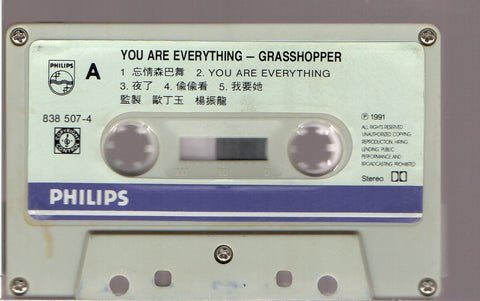 YOU ARE EVERYTHING – GRASSHOPPER
PHILIPS
A
1 忘情森巴舞 2. YOU ARE EVERYTHING
3. 夜了 4. 偷偷看 5. 我要她
監製 歐丁玉 楊振龍
838 507-4
Ⓟ 1991
ALL RIGHTS RESERVED
UNAUTHORIZED COPYING
REPRODUCTION, HIRING
LENDING, PUBLIC
PERFORMANCE AND
BROADCASTING PROHIBITED
Stereo
PHILIPS